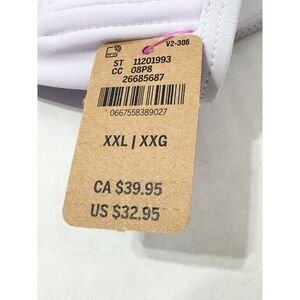 V2-306
ST 11201993
CC 08P8
26685687
0667558389027
XXL | XXG
CA $39.95
US $32.95